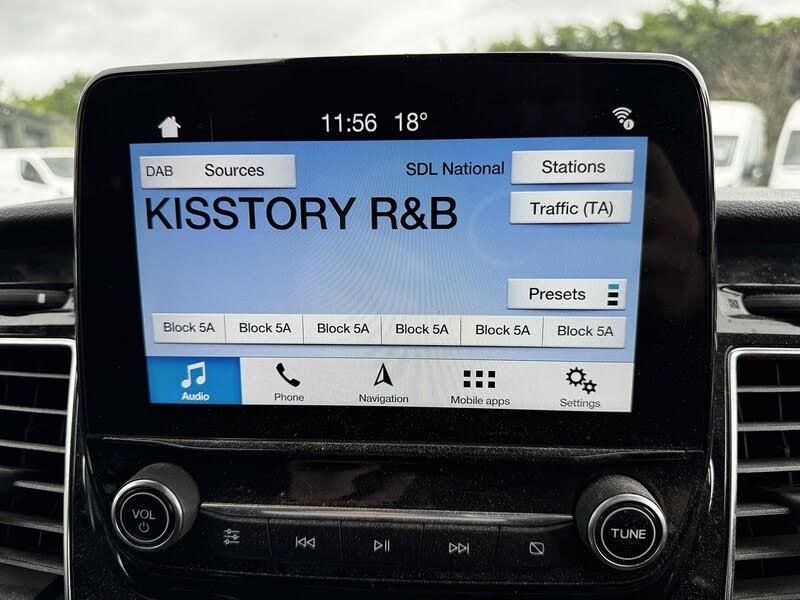 11:56 18°
DAB Sources
SDL National
Stations
KISSTORY R&B
Traffic (TA)
Presets
Block 5A Block 5A Block 5A Block 5A Block 5A Block 5A
Audio Phone Navigation Mobile apps Settings
VOL
TUNE